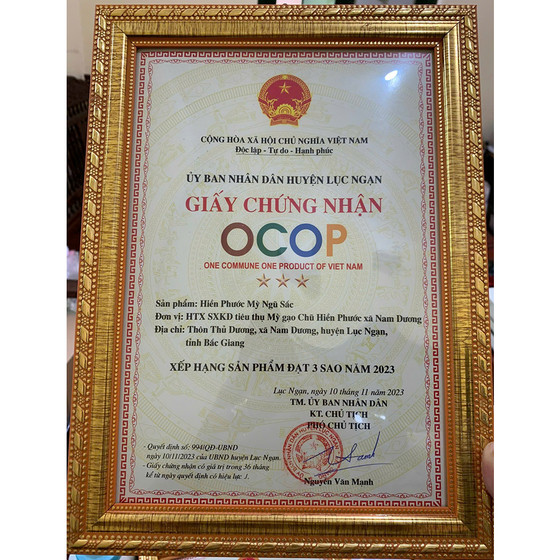 CỘNG HÒA XÃ HỘI CHỦ NGHĨA VIỆT NAM
Độc lập - Tự do - Hạnh phúc
ỦY BAN NHÂN DÂN HUYỆN LỤC NGẠN
GIẤY CHỨNG NHẬN
OCOP
ONE COMMUNE ONE PRODUCT OF VIET NAM
Sản phẩm: Hiền Phước Mỳ Ngũ Sắc
Đơn vị: HTX SXKD tiêu thụ Mỳ gạo Chũ Hiền Phước xã Nam Dương
Địa chỉ: Thôn Thủ Dương, xã Nam Dương, huyện Lục Ngạn,
tỉnh Bắc Giang
XẾP HẠNG SẢN PHẨM ĐẠT 3 SAO NĂM 2023
Lục Ngạn, ngày 10 tháng 11 năm 2023
TM. ỦY BAN NHÂN DÂN
KT. CHỦ TỊCH
PHÓ CHỦ TỊCH
- Quyết định số: 994/QĐ-UBND
ngày 10/11/2023 của UBND huyện Lục Ngạn.
- Giấy chứng nhận có giá trị trong 36 tháng
kể từ ngày quyết định có hiệu lực ./.
Nguyễn Văn Mạnh